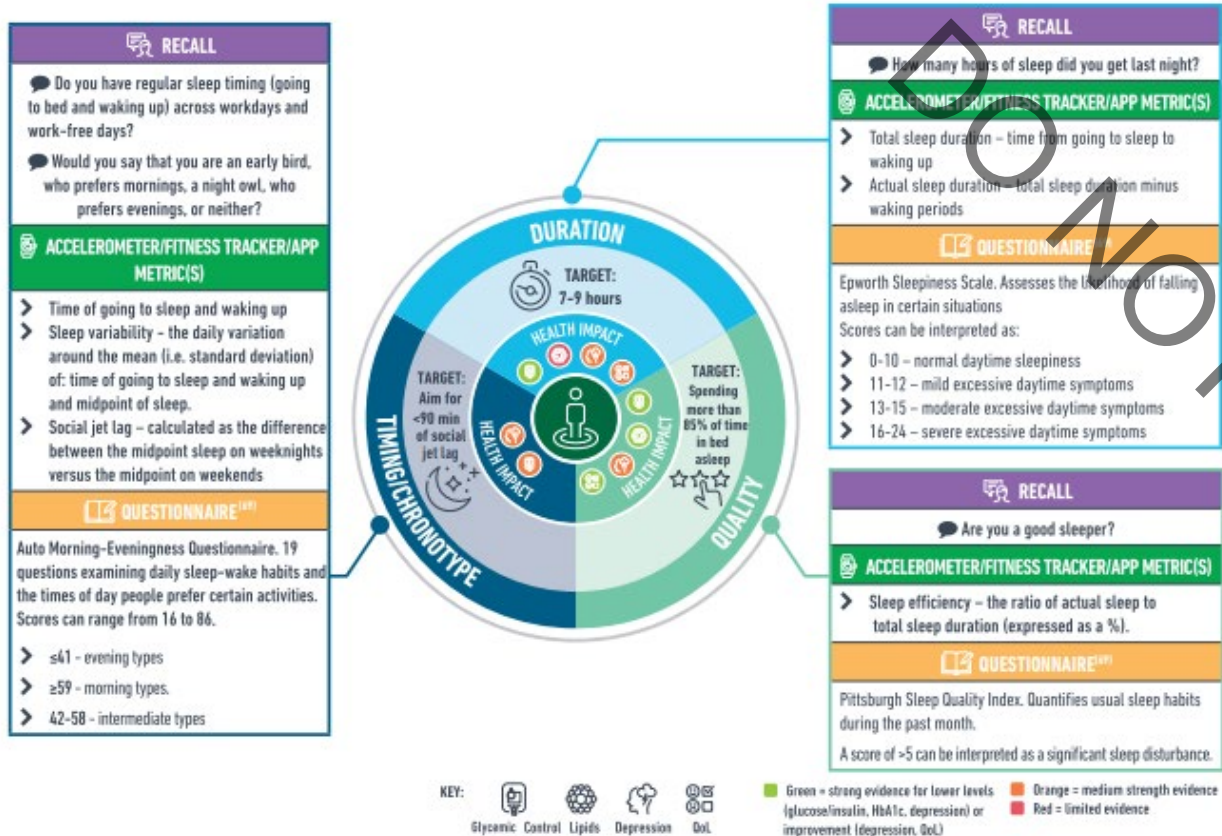 RECALL
Do you have regular sleep timing (going
to bed and waking up) across workdays and
work-free days?
Would you say that you are an early bird,
who prefers mornings, a night owl, who
prefers evenings, or neither?
ACCELEROMETER/FITNESS TRACKER/APP
METRIC(S)
Time of going to sleep and waking up
Sleep variability – the daily variation
around the mean (i.e. standard deviation)
of: time of going to sleep and waking up
and midpoint of sleep.
Social jet lag – calculated as the difference
between the midpoint sleep on weeknights
versus the midpoint on weekends
QUESTIONNAIRE(69)
Auto Morning-Eveningness Questionnaire. 19
questions examining daily sleep-wake habits and
the times of day people prefer certain activities.
Scores can range from 16 to 86.
≤41 - evening types
≥59 - morning types.
42-58 - intermediate types
DURATION
TARGET:
7-9 hours
HEALTH IMPACT
TIMING/CHRONOTYPE
TARGET:
Aim for
<90 min
of social
jet lag
HEALTH IMPACT
QUALITY
TARGET:
Spending
more than
85% of time
in bed
asleep
HEALTH IMPACT
RECALL
How many hours of sleep did you get last night?
ACCELEROMETER/FITNESS TRACKER/APP METRIC(S)
Total sleep duration – time from going to sleep to
waking up
Actual sleep duration – total sleep duration minus
waking periods
QUESTIONNAIRE(69)
Epworth Sleepiness Scale. Assesses the likelihood of falling
asleep in certain situations
Scores can be interpreted as:
0-10 – normal daytime sleepiness
11-12 – mild excessive daytime symptoms
13-15 – moderate excessive daytime symptoms
16-24 – severe excessive daytime symptoms
RECALL
Are you a good sleeper?
ACCELEROMETER/FITNESS TRACKER/APP METRIC(S)
Sleep efficiency – the ratio of actual sleep to
total sleep duration (expressed as a %).
QUESTIONNAIRE(69)
Pittsburgh Sleep Quality Index. Quantifies usual sleep habits
during the past month.
A score of >5 can be interpreted as a significant sleep disturbance.
KEY:
Glycemic Control Lipids Depression QoL
Green = strong evidence for lower levels
(glucose/insulin, HbA1c, depression) or
improvement (depression, QoL)
Orange = medium strength evidence
Red = limited evidence
DO NO